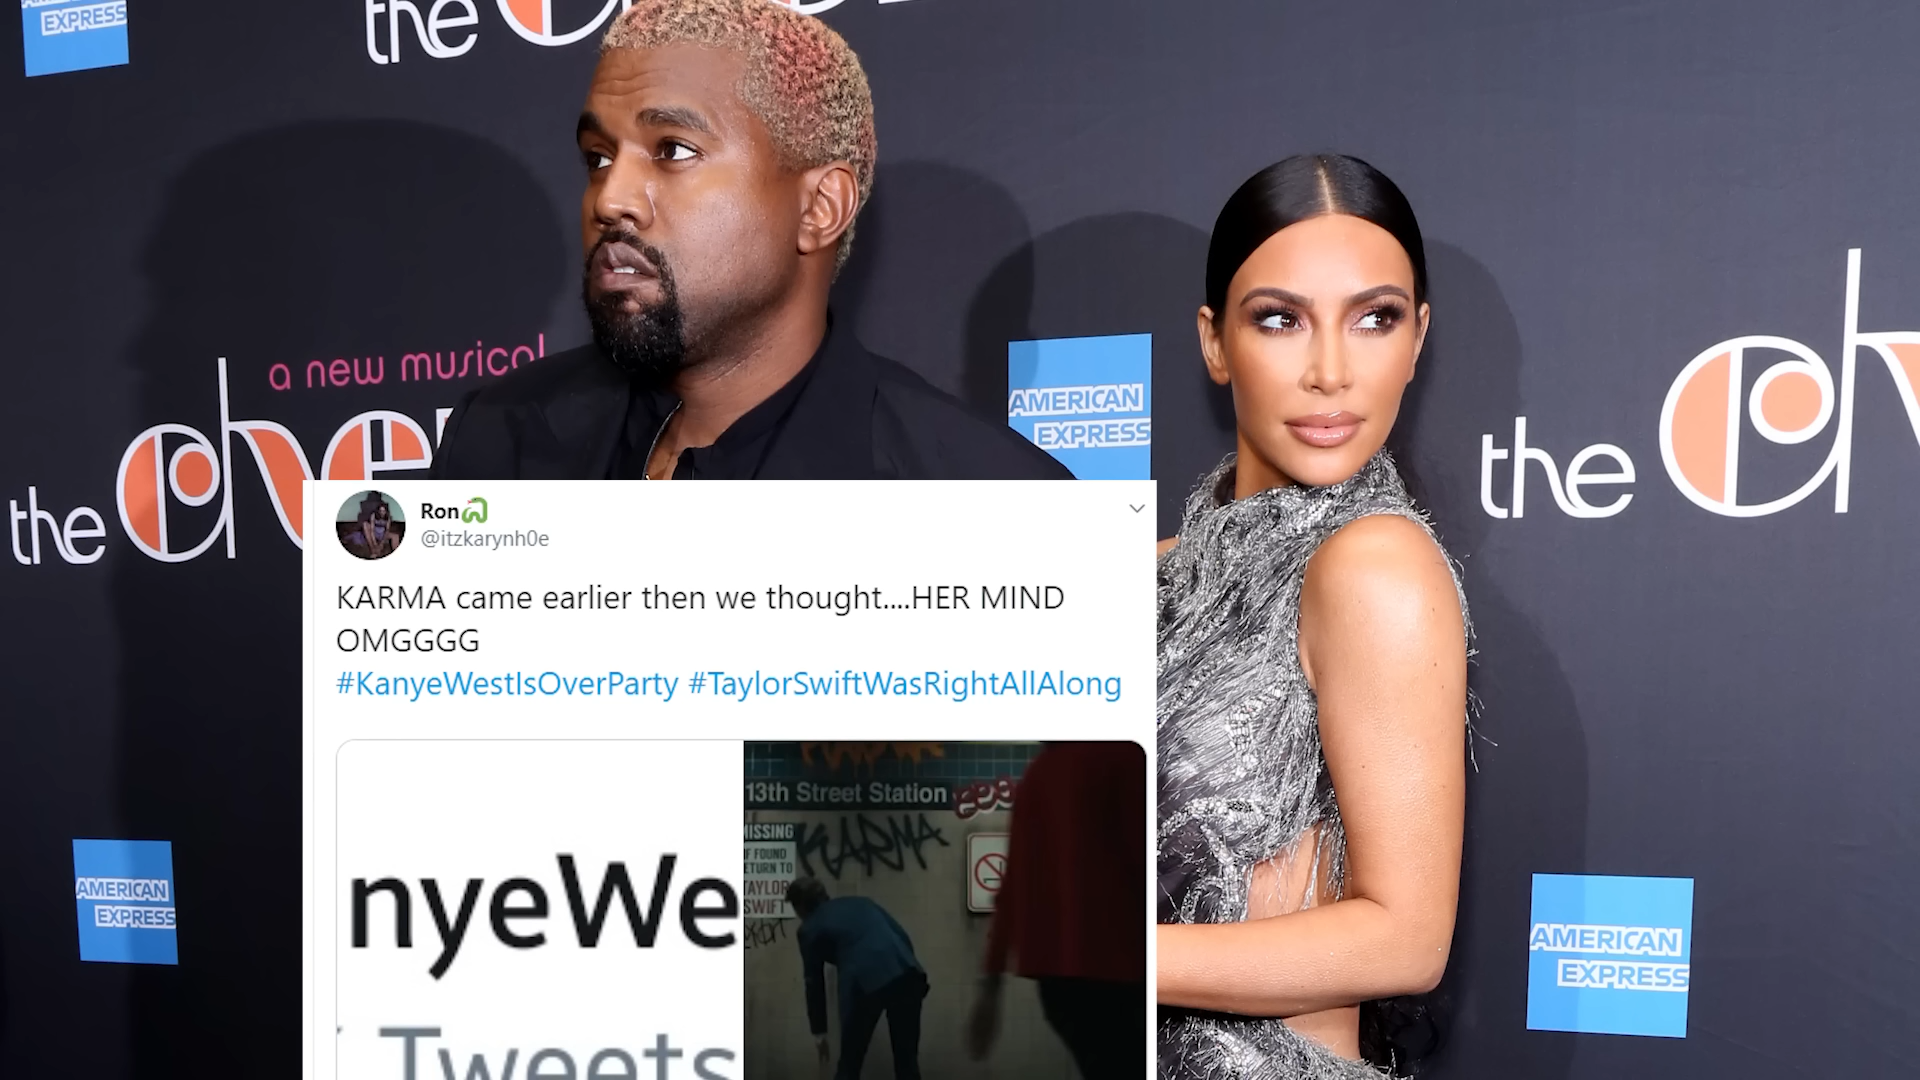 AMERICAN
EXPRESS
the
a new musical
the
AMERICAN
EXPRESS
the
Ron
@itzkarynh0e
KARMA came earlier then we thought....HER MIND
OMGGGG
#KanyeWestIsOverParty #TaylorSwiftWasRightAllAlong
nyeWe
Tweets
13th Street Station
KARMA
MISSING
IF FOUND
RETURN TO
TAYLOR
SWIFT
AMERICAN
EXPRESS
AMERICAN
EXPRESS